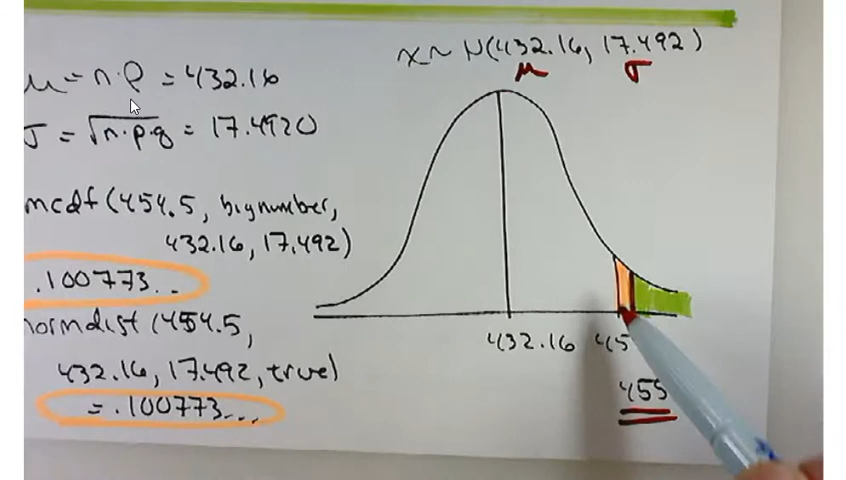 x ~ N(432.16, 17.492)
μ σ
μ = n·p = 432.16
σ = √n·p·q = 17.4920
mcdf (454.5, bignumber,
432.16, 17.492)
.100773...
normdist (454.5,
432.16, 17.492, true)
= .100773...
432.16 45
455